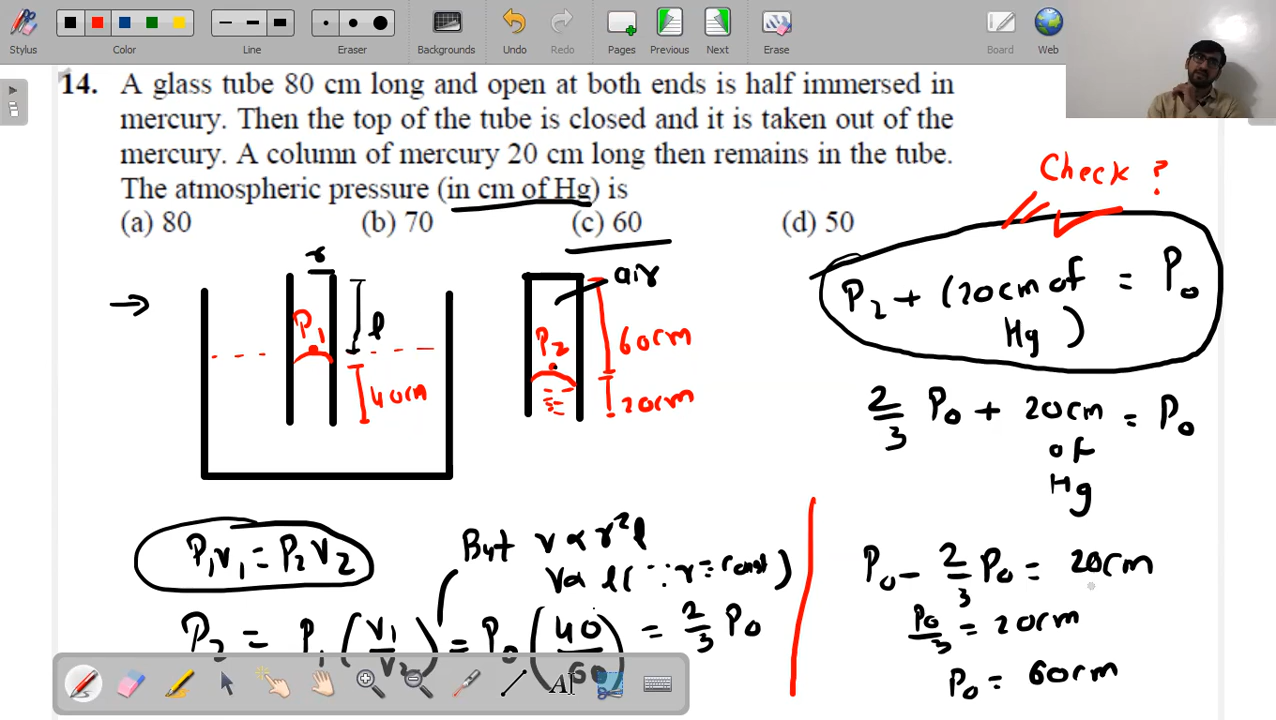 Stylus
Color
Line
Eraser
Backgrounds
Undo
Redo
Pages
Previous
Next
Erase
Board
Web
14. A glass tube 80 cm long and open at both ends is half immersed in
mercury. Then the top of the tube is closed and it is taken out of the
mercury. A column of mercury 20 cm long then remains in the tube.
The atmospheric pressure (in cm of Hg) is
(a) 80 (b) 70 (c) 60 (d) 50
Check ?
P₂ + (20cm of Hg) = P₀
r
l
P₁
40cm
air
P₂
60cm
20cm
2/3 P₀ + 20cm of Hg = P₀
P₁V₁ = P₂V₂
But V ∝ r²l
V ∝ l (∵ r = const)
P₂ = P₁ (V₁/V₂) = P₀ (40/60) = 2/3 P₀
P₀ - 2/3 P₀ = 20cm
P₀/3 = 20cm
P₀ = 60cm